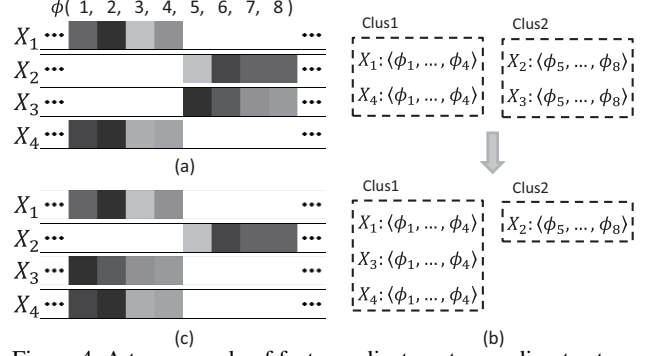 ϕ( 1, 2, 3, 4, 5, 6, 7, 8 )
X₁ ••• •••
X₂ ••• •••
X₃ ••• •••
X₄ ••• •••
(a)
X₁ ••• •••
X₂ ••• •••
X₃ ••• •••
X₄ ••• •••
(c)
Clus1
X₁: ⟨ϕ₁, ..., ϕ₄⟩
X₄: ⟨ϕ₁, ..., ϕ₄⟩
Clus2
X₂: ⟨ϕ₅, ..., ϕ₈⟩
X₃: ⟨ϕ₅, ..., ϕ₈⟩
Clus1
X₁: ⟨ϕ₁, ..., ϕ₄⟩
X₃: ⟨ϕ₁, ..., ϕ₄⟩
X₄: ⟨ϕ₁, ..., ϕ₄⟩
Clus2
X₂: ⟨ϕ₅, ..., ϕ₈⟩
(b)